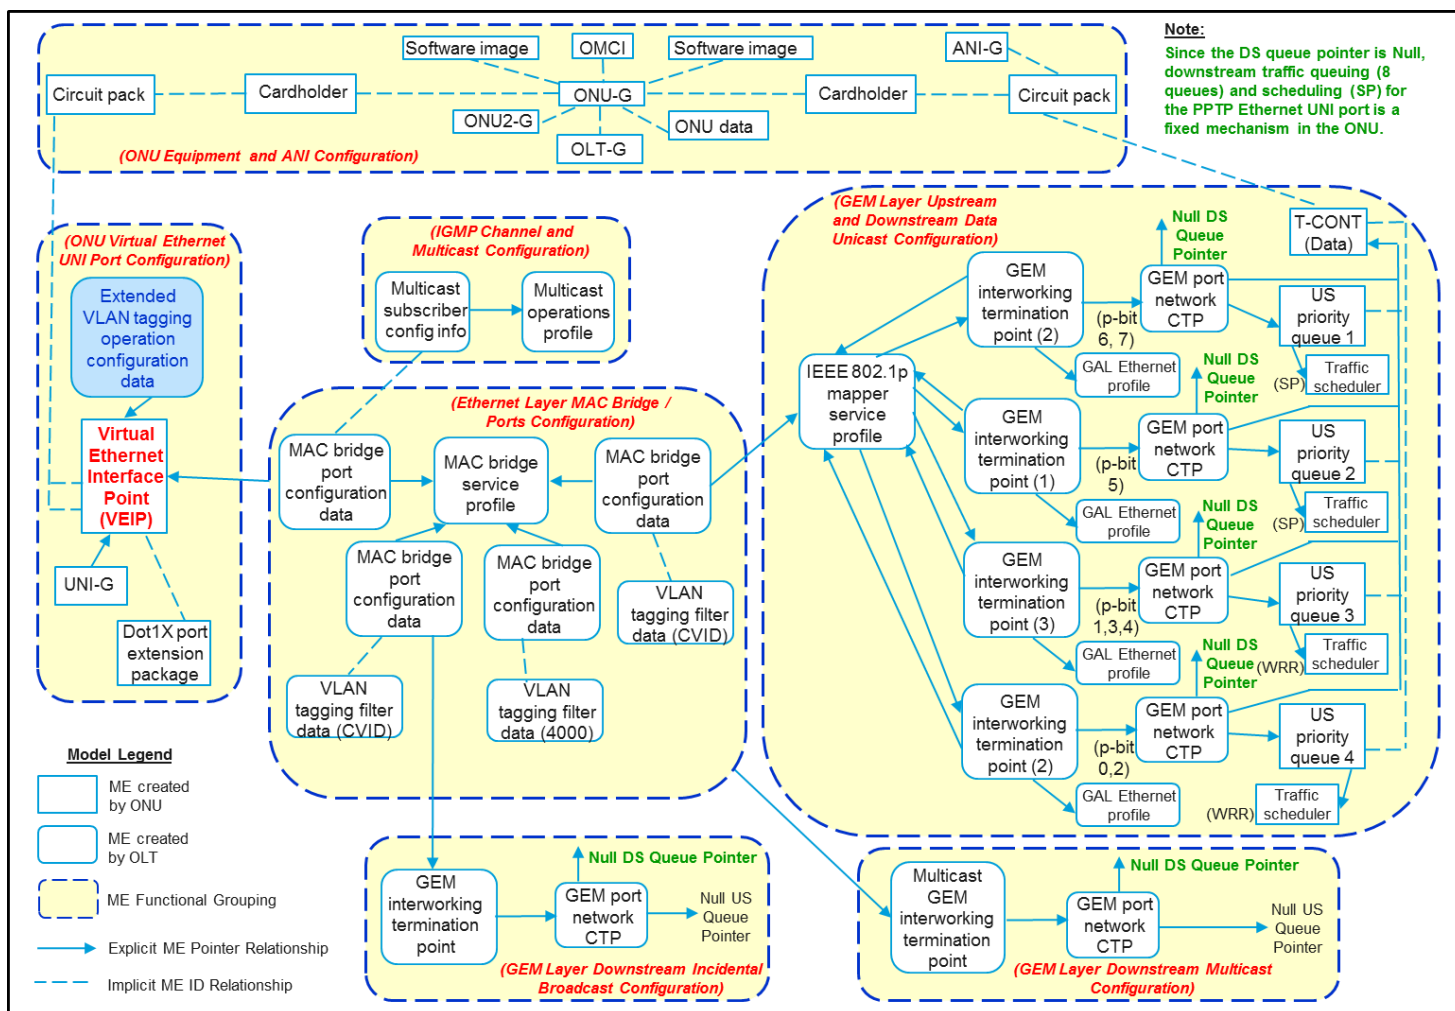 Software image
OMCI
Software image
ANI-G
Circuit pack
Cardholder
ONU-G
Cardholder
Circuit pack
ONU2-G
ONU data
OLT-G
(ONU Equipment and ANI Configuration)
Note:
Since the DS queue pointer is Null,
downstream traffic queuing (8
queues) and scheduling (SP) for
the PPTP Ethernet UNI port is a
fixed mechanism in the ONU.
(ONU Virtual Ethernet
UNI Port Configuration)
Extended
VLAN tagging
operation
configuration
data
Virtual
Ethernet
Interface
Point
(VEIP)
UNI-G
Dot1X port
extension
package
(IGMP Channel and
Multicast Configuration)
Multicast
subscriber
config info
Multicast
operations
profile
(Ethernet Layer MAC Bridge /
Ports Configuration)
MAC bridge
port
configuration
data
MAC bridge
service
profile
MAC bridge
port
configuration
data
MAC bridge
port
configuration
data
MAC bridge
port
configuration
data
VLAN
tagging filter
data (CVID)
VLAN
tagging filter
data (CVID)
VLAN
tagging filter
data (4000)
(GEM Layer Upstream
and Downstream Data
Unicast Configuration)
Null DS
Queue
Pointer
T-CONT
(Data)
GEM
interworking
termination
point (2)
(p-bit
6, 7)
GEM port
network
CTP
US
priority
queue 1
GAL Ethernet
profile
Null DS
Queue
Pointer
(SP)
Traffic
scheduler
IEEE 802.1p
mapper
service
profile
GEM
interworking
termination
point (1)
(p-bit
5)
GEM port
network
CTP
US
priority
queue 2
GAL Ethernet
profile
Null DS
Queue
Pointer
(SP)
Traffic
scheduler
GEM
interworking
termination
point (3)
(p-bit
1,3,4)
GEM port
network
CTP
US
priority
queue 3
GAL Ethernet
profile
Null DS
Queue
Pointer
(WRR)
Traffic
scheduler
GEM
interworking
termination
point (2)
(p-bit
0,2)
GEM port
network
CTP
US
priority
queue 4
GAL Ethernet
profile
(WRR)
Traffic
scheduler
Model Legend
ME created
by ONU
ME created
by OLT
ME Functional Grouping
Explicit ME Pointer Relationship
Implicit ME ID Relationship
Null DS Queue Pointer
GEM
interworking
termination
point
GEM port
network
CTP
Null US
Queue
Pointer
(GEM Layer Downstream Incidental
Broadcast Configuration)
Null DS Queue Pointer
Multicast
GEM
interworking
termination
point
GEM port
network
CTP
Null US
Queue
Pointer
(GEM Layer Downstream Multicast
Configuration)